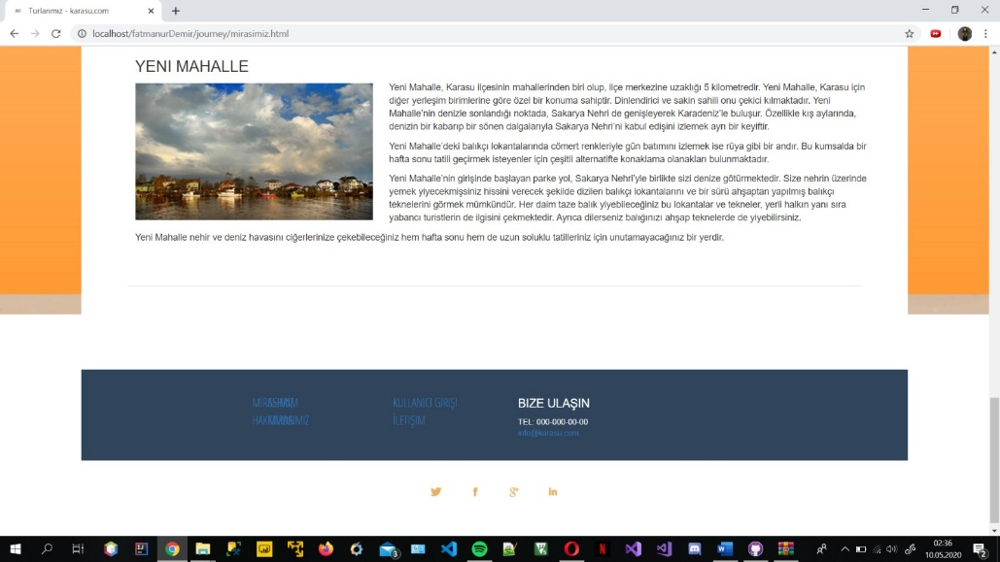 Turlarımız - karasu.com
localhost/fatmanurDemir/journey/mirasimiz.html
YENI MAHALLE
Yeni Mahalle, Karasu ilçesinin mahallerinden biri olup, ilçe merkezine uzaklığı 5 kilometredir. Yeni Mahalle, Karasu için
diğer yerleşim birimlerine göre özel bir konuma sahiptir. Dinlendirici ve sakin sahili onu çekici kılmaktadır. Yeni
Mahalle'nin denizle sonlandığı noktada, Sakarya Nehri de genişleyerek Karadeniz'le buluşur. Özellikle kış aylarında,
denizin bir kabarıp bir sönen dalgalarıyla Sakarya Nehri'ni kabul edişini izlemek ayrı bir keyiftir.
Yeni Mahalle'deki balıkçı lokantalarında cömert renkleriyle gün batımını izlemek ise rüya gibi bir andır. Bu kumsalda bir
hafta sonu tatili geçirmek isteyenler için çeşitli alternatifte konaklama olanakları bulunmaktadır.
Yeni Mahalle'nin girişinde başlayan parke yol, Sakarya Nehri'yle birlikte sizi denize götürmektedir. Size nehrin üzerinde
yemek yiyecekmişsiniz hissini verecek şekilde dizilen balıkçı lokantalarını ve bir sürü ahşaptan yapılmış balıkçı
teknelerini görmek mümkündür. Her daim taze balık yiyebileceğiniz bu lokantalar ve tekneler, yerli halkın yanı sıra
yabancı turistlerin de ilgisini çekmektedir. Ayrıca dilerseniz balığınızı ahşap teknelerde de yiyebilirsiniz.
Yeni Mahalle nehir ve deniz havasını ciğerlerinize çekebileceğiniz hem hafta sonu hem de uzun soluklu tatilleriniz için unutamayacağınız bir yerdir.
KULLANICI GİRİŞİ
İLETİŞİM
BIZE ULAŞIN
TEL: 000-000-00-00
info@karasu.com
02:36
10.05.2020